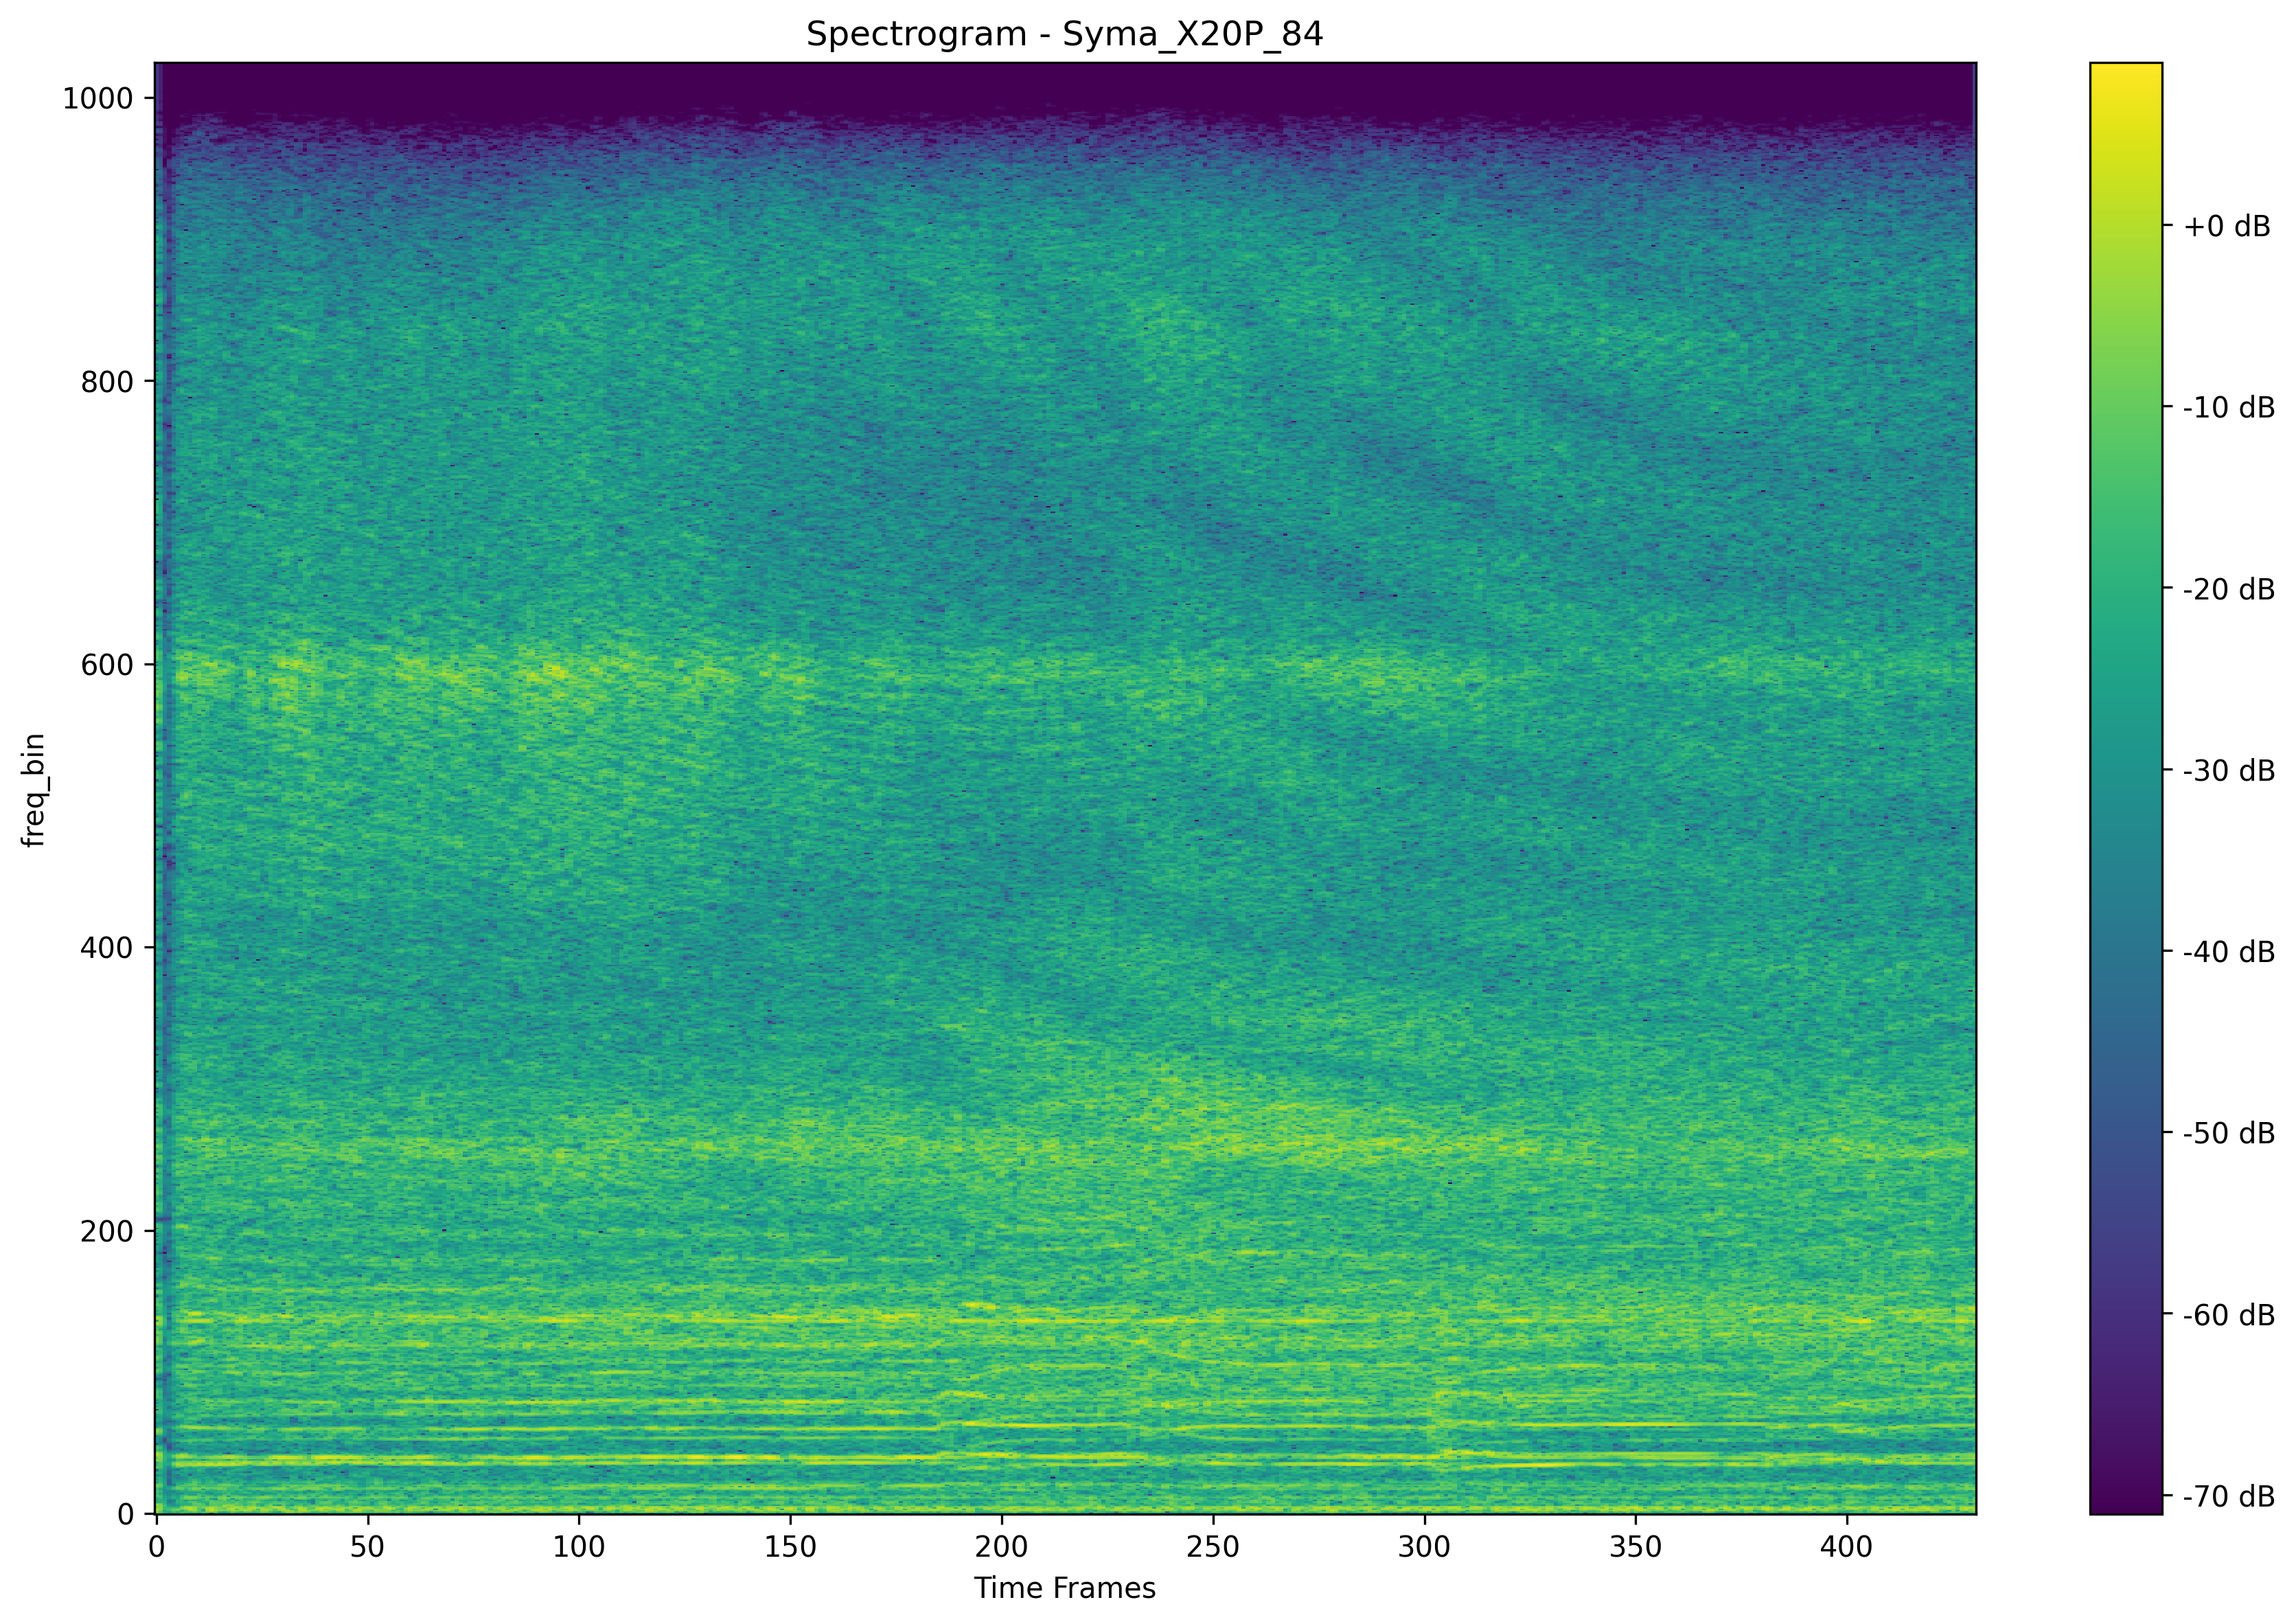 Spectrogram - Syma_X20P_84
freq_bin
1000
800
600
400
200
0
0 50 100 150 200 250 300 350 400
Time Frames
+0 dB
-10 dB
-20 dB
-30 dB
-40 dB
-50 dB
-60 dB
-70 dB